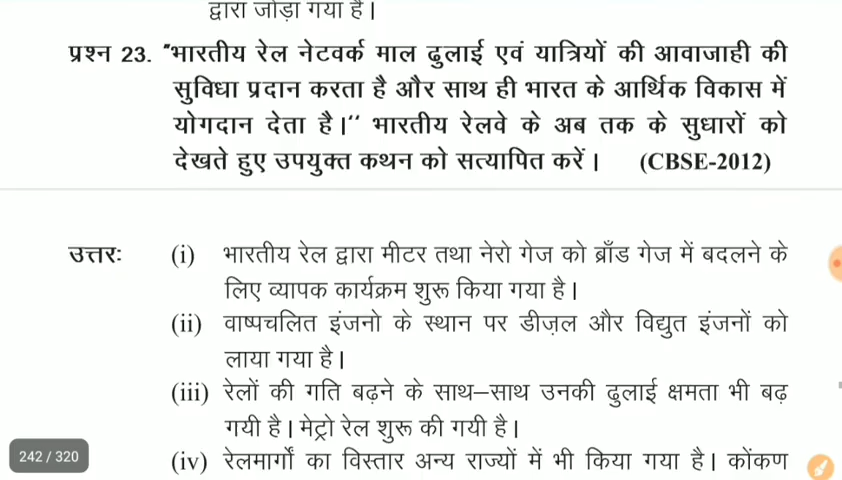 द्वारा जोड़ा गया है।
प्रश्न 23. "भारतीय रेल नेटवर्क माल ढुलाई एवं यात्रियों की आवाजाही की
सुविधा प्रदान करता है और साथ ही भारत के आर्थिक विकास में
योगदान देता है।'' भारतीय रेलवे के अब तक के सुधारों को
देखते हुए उपयुक्त कथन को सत्यापित करें। (CBSE-2012)
उत्तरः (i) भारतीय रेल द्वारा मीटर तथा नेरो गेज को ब्रॉड गेज में बदलने के
लिए व्यापक कार्यक्रम शुरू किया गया है।
(ii) वाष्पचलित इंजनो के स्थान पर डीज़ल और विद्युत इंजनों को
लाया गया है।
(iii) रेलों की गति बढ़ने के साथ–साथ उनकी ढुलाई क्षमता भी बढ़
गयी है। मेट्रो रेल शुरू की गयी है।
(iv) रेलमार्गों का विस्तार अन्य राज्यों में भी किया गया है। कोंकण
242 / 320